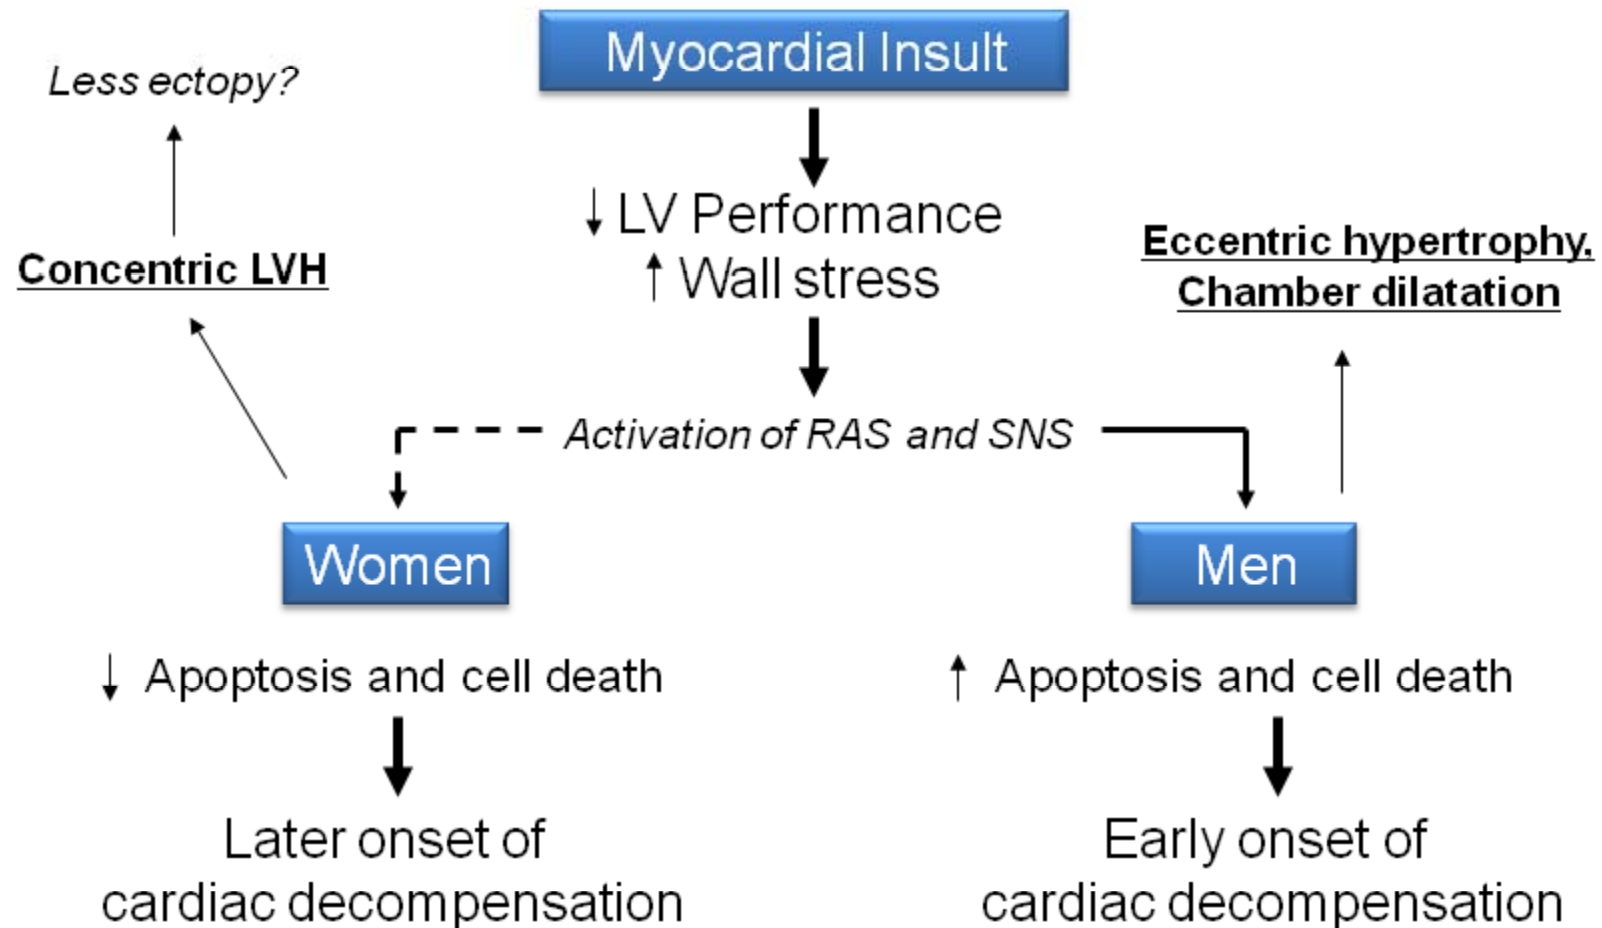 Myocardial Insult
Less ectopy?
↓ LV Performance
↑ Wall stress
Concentric LVH
Eccentric hypertrophy,
Chamber dilatation
Activation of RAS and SNS
Women
Men
↓ Apoptosis and cell death
↑ Apoptosis and cell death
Later onset of
cardiac decompensation
Early onset of
cardiac decompensation